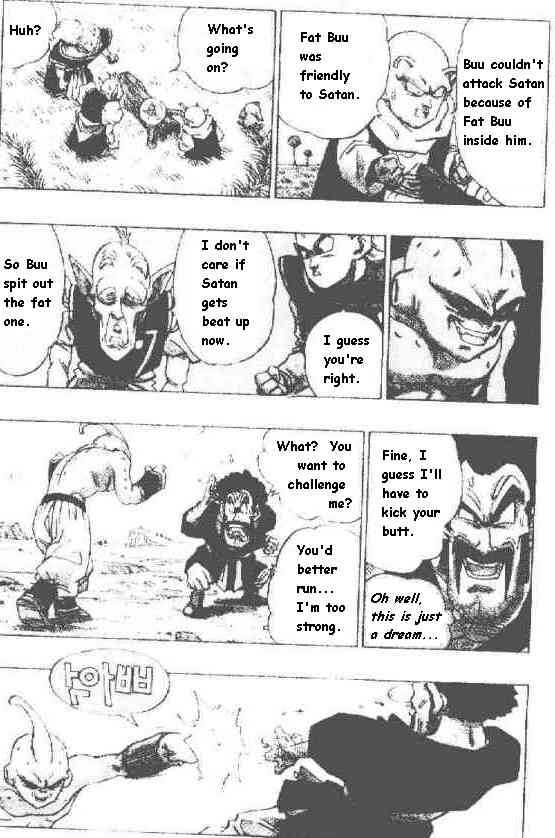 Huh?
What's
going
on?
Fat Buu
was
friendly
to Satan.
Buu couldn't
attack Satan
because of
Fat Buu
inside him.
So Buu
spit out
the fat
one.
7
I don't
care if
Satan
gets
beat up
now.
I guess
you're
right.
What? You
want to
challenge
me?
You'd
better
run...
I'm too
strong.
Fine, I
guess I'll
have to
kick your
butt.
Oh well,
this is just
a dream...